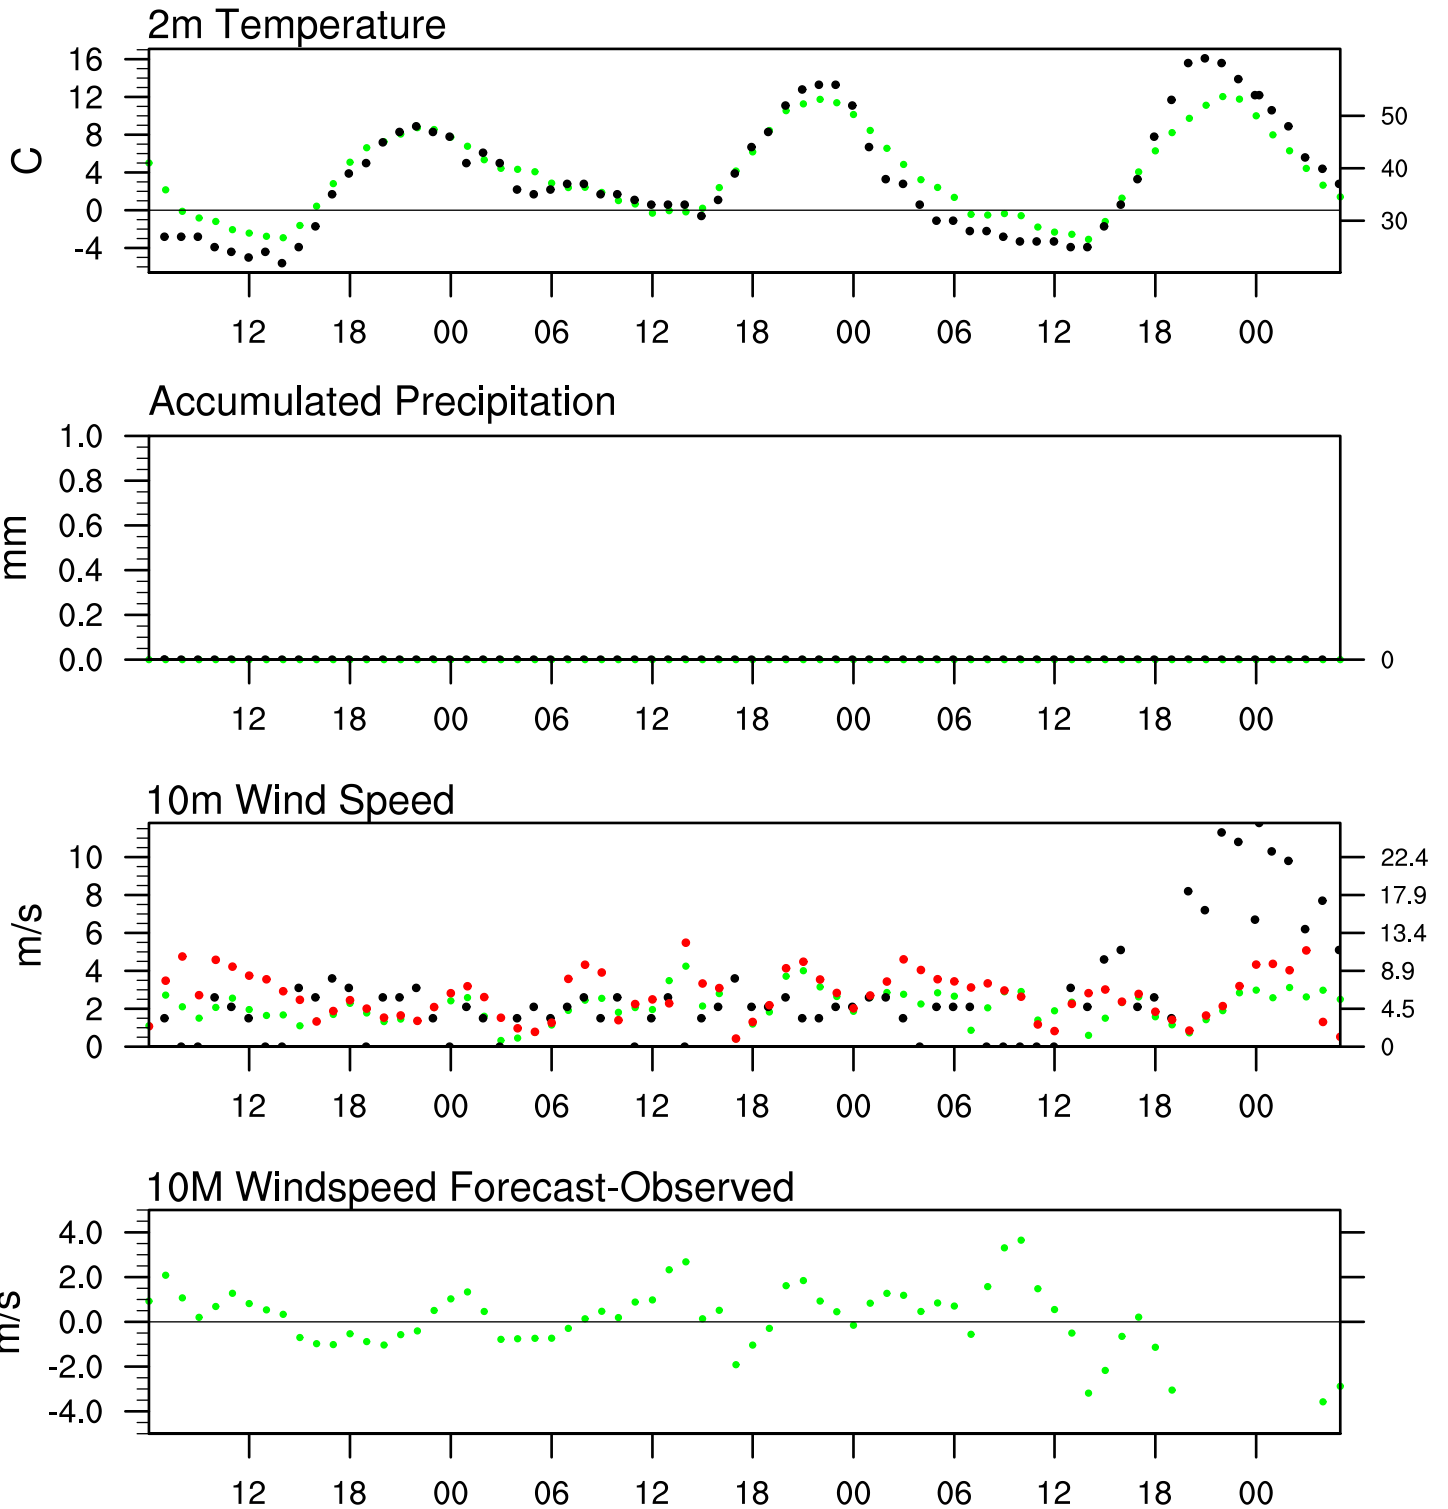 2m Temperature
16
12
8
4
0
-4
C
50
40
30
12 18 00 06 12 18 00 06 12 18 00
Accumulated Precipitation
1.0
0.8
0.6
0.4
0.2
0.0
mm
0
12 18 00 06 12 18 00 06 12 18 00
10m Wind Speed
10
8
6
4
2
0
m/s
22.4
17.9
13.4
8.9
4.5
0
12 18 00 06 12 18 00 06 12 18 00
10M Windspeed Forecast-Observed
4.0
2.0
0.0
-2.0
-4.0
m/s
12 18 00 06 12 18 00 06 12 18 00